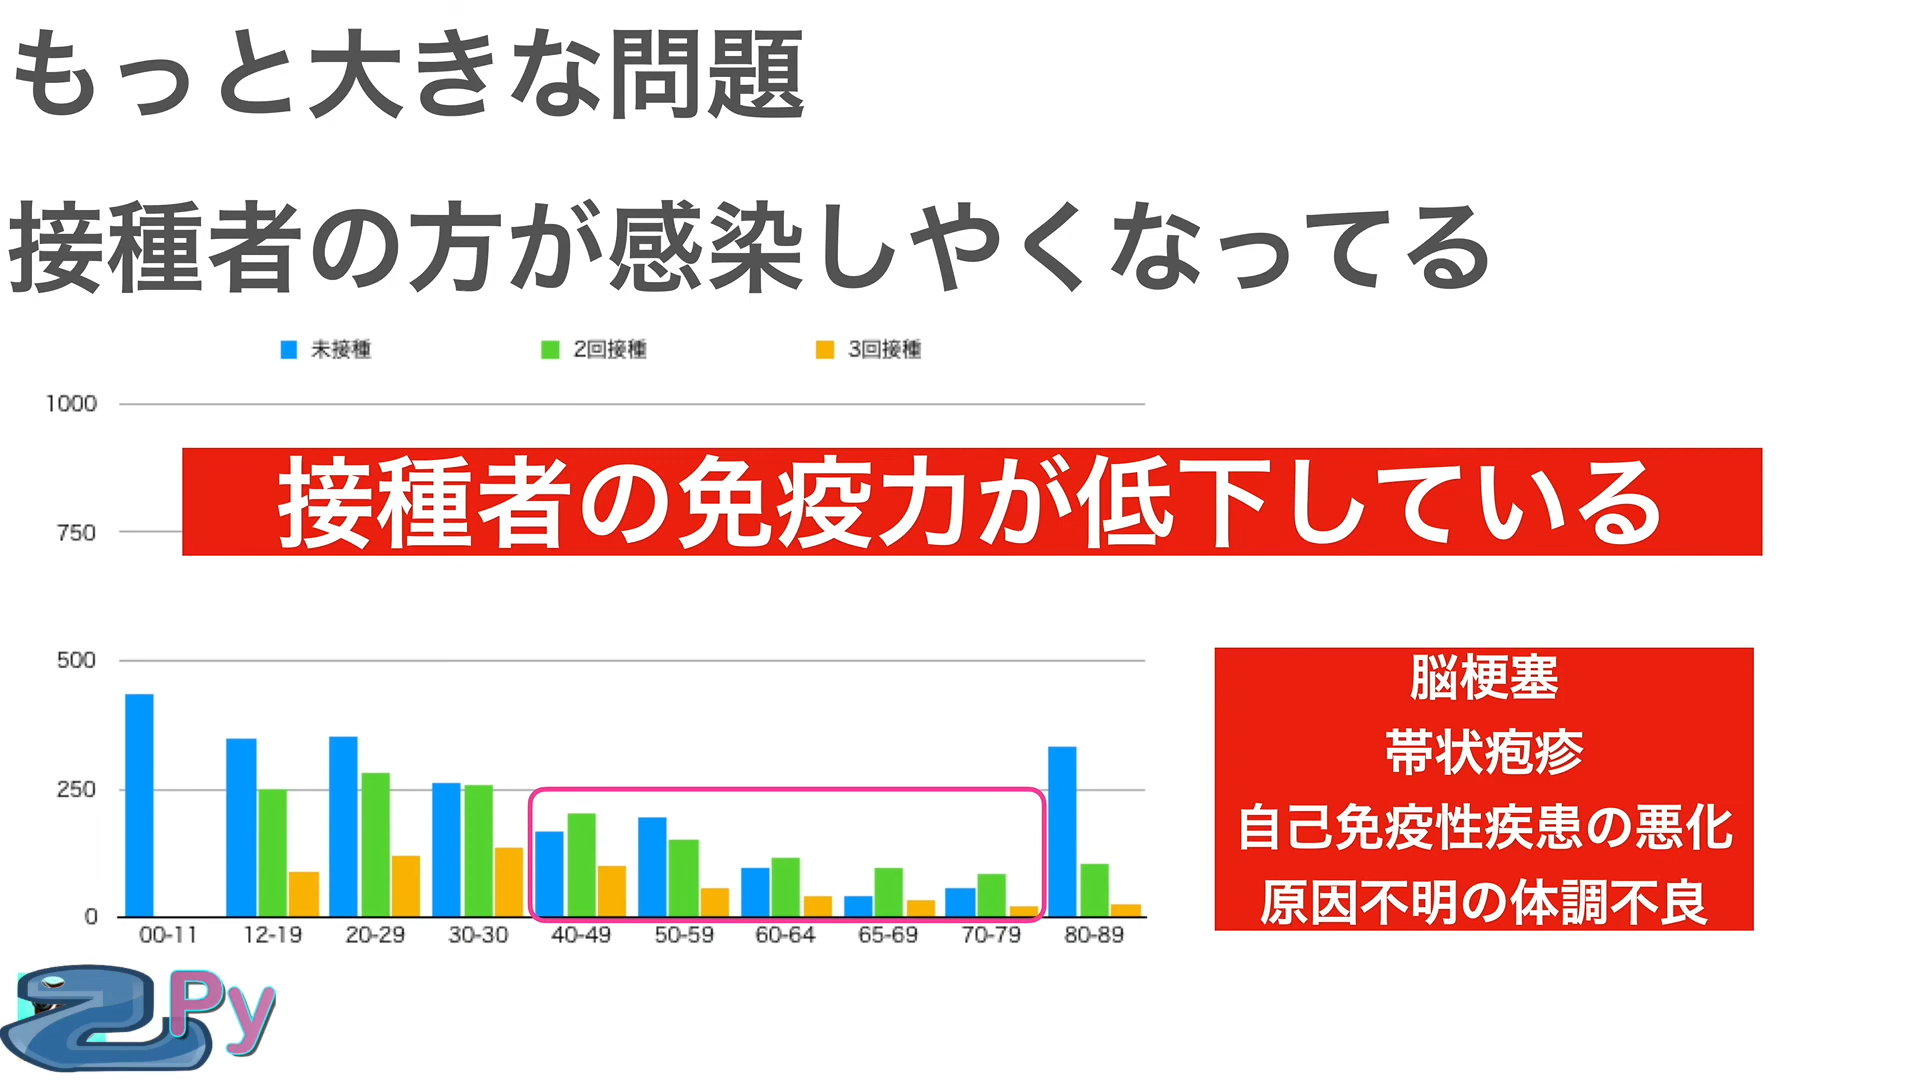 もっと大きな問題
接種者の方が感染しやくなってる
未接種 2回接種 3回接種
1000
接種者の免疫力が低下している
750
500
脳梗塞
帯状疱疹
自己免疫性疾患の悪化
原因不明の体調不良
250
0
00-11 12-19 20-29 30-30 40-49 50-59 60-64 65-69 70-79 80-89
Py